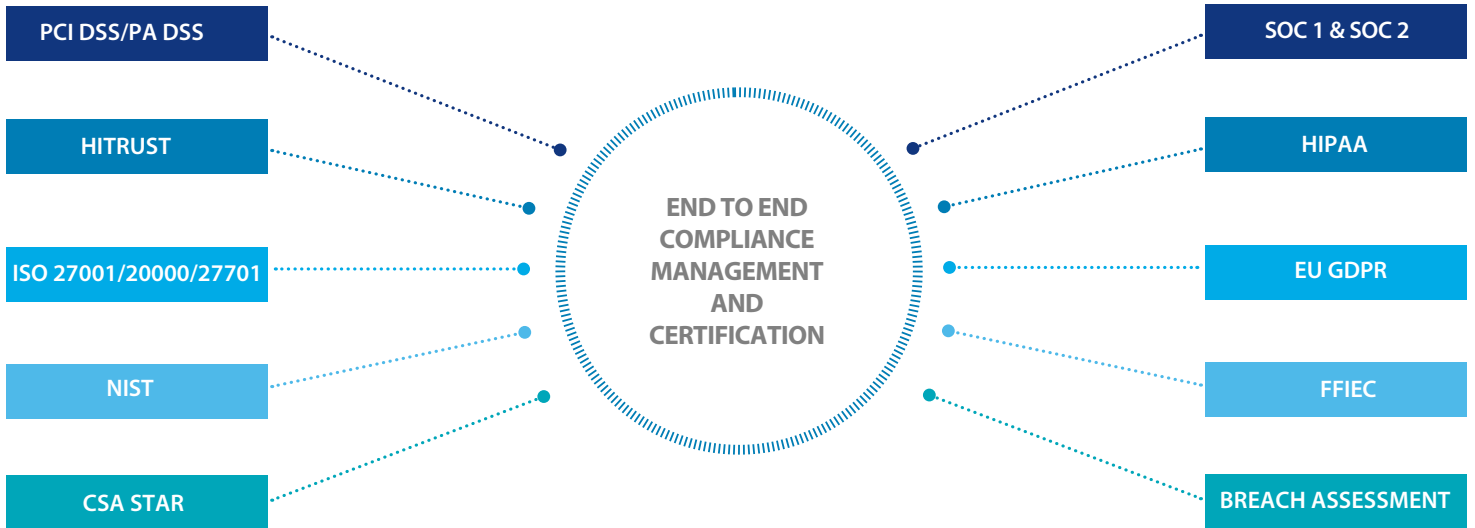 PCI DSS/PA DSS
HITRUST
ISO 27001/20000/27701
NIST
CSA STAR
END TO END
COMPLIANCE
MANAGEMENT
AND
CERTIFICATION
SOC 1 & SOC 2
HIPAA
EU GDPR
FFIEC
BREACH ASSESSMENT